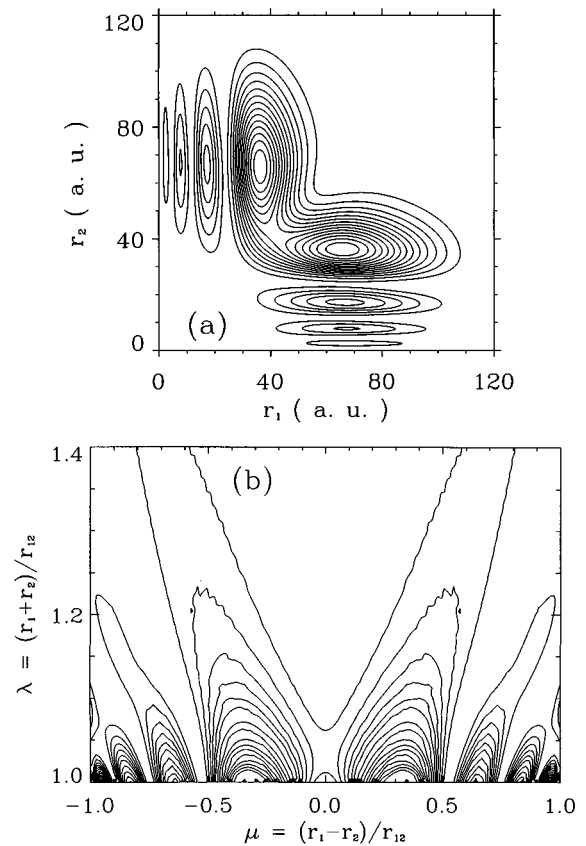 120
80
40
0
r₂ ( a. u. )
(a)
0 40 80 120
r₁ ( a. u. )
1.4
1.2
1.0
λ = (r₁+r₂)/r₁₂
(b)
−1.0 −0.5 0.0 0.5 1.0
μ = (r₁−r₂)/r₁₂